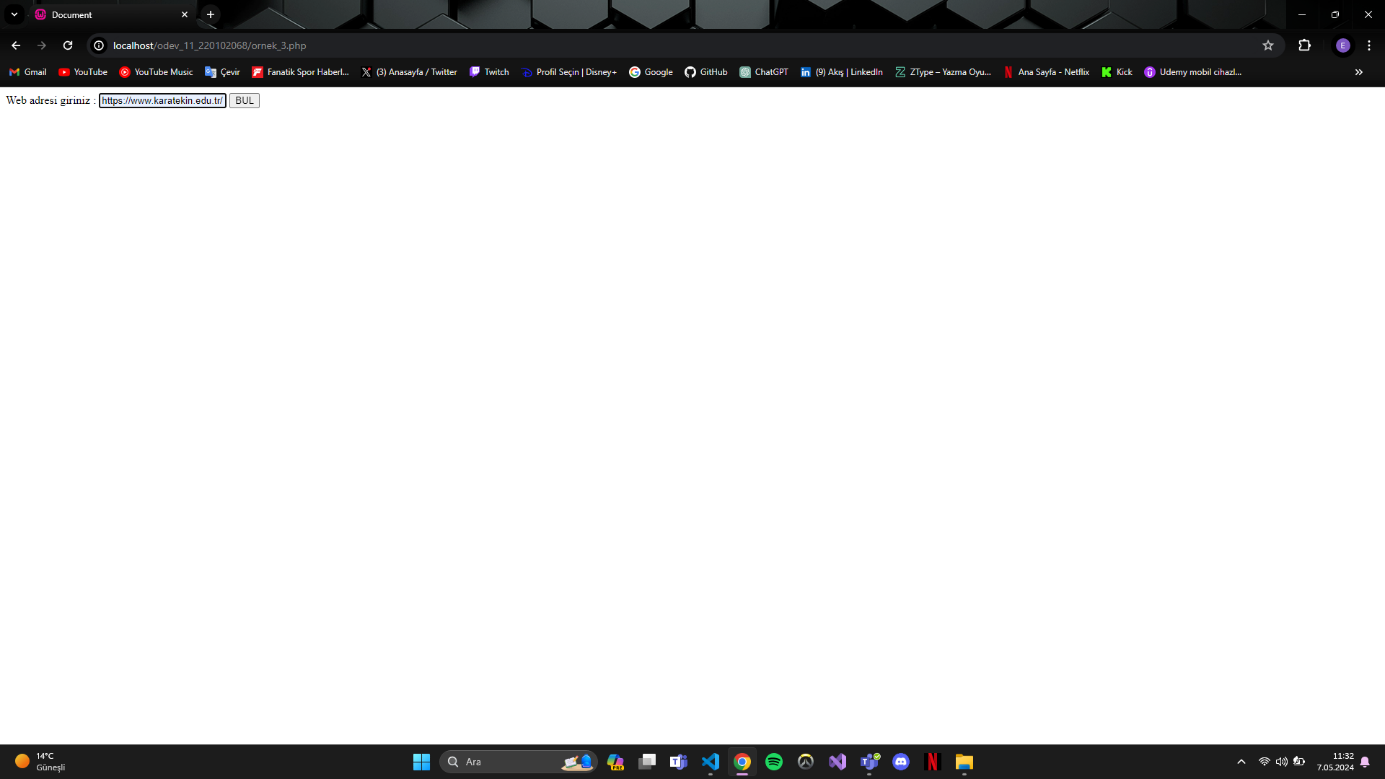 Document
localhost/odev_11_220102068/ornek_3.php
E
Gmail YouTube YouTube Music Çevir Fanatik Spor Haberl... (3) Anasayfa / Twitter Twitch Profil Seçin | Disney+ Google GitHub ChatGPT (9) Akış | LinkedIn ZType – Yazma Oyu... Ana Sayfa - Netflix Kick Udemy mobil cihazl...
Web adresi giriniz : https://www.karatekin.edu.tr/ BUL
14°C
Güneşli
Ara
11:32
7.05.2024